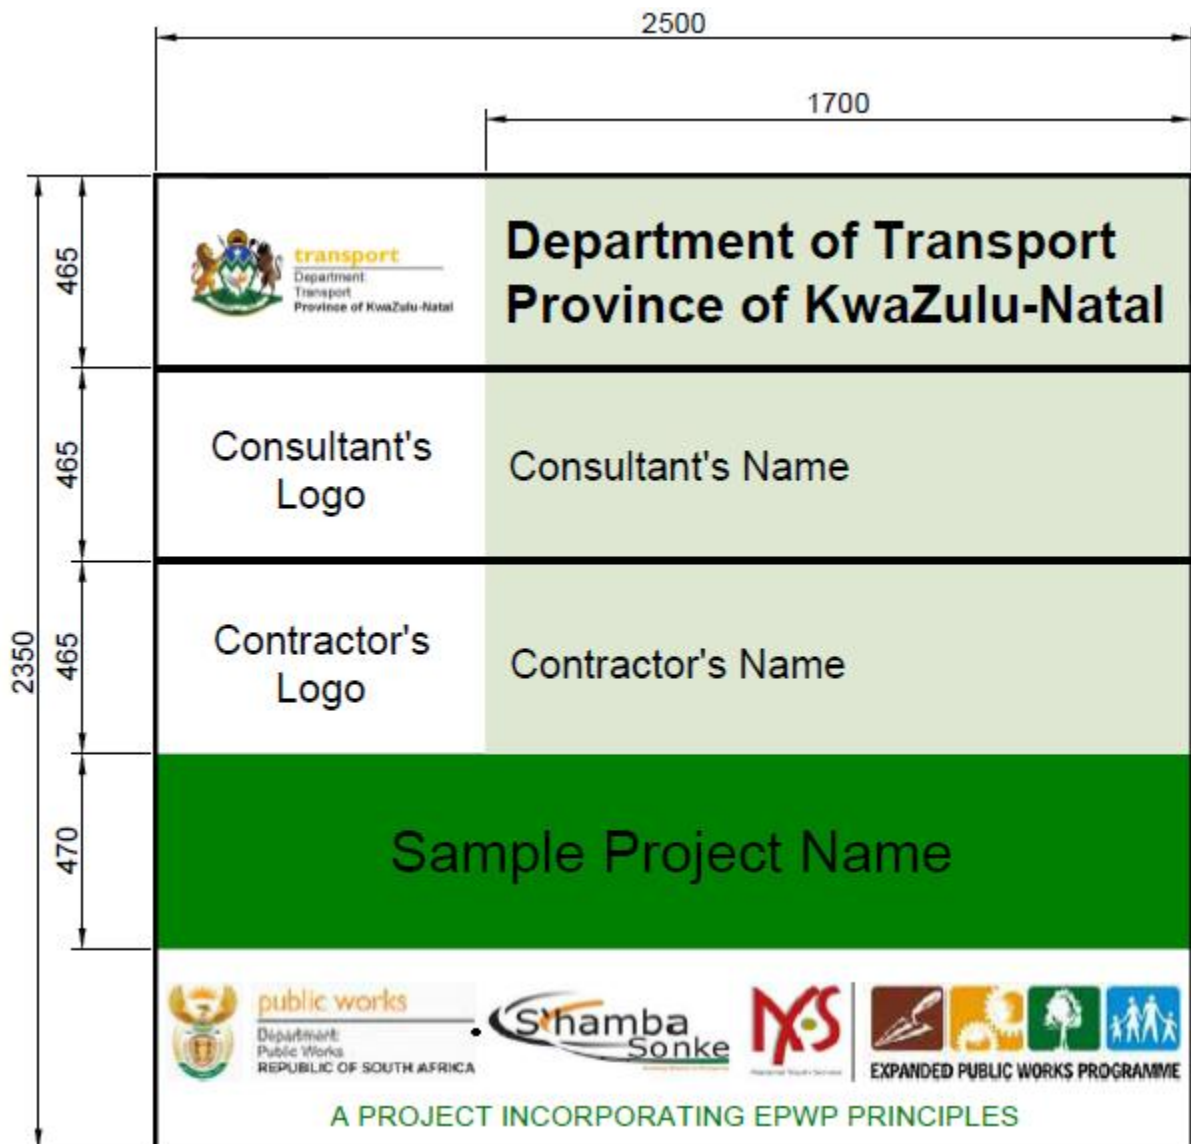 2500
1700
465
transport
Department:
Transport
Province of KwaZulu-Natal
Department of Transport
Province of KwaZulu-Natal
465
Consultant's
Logo
Consultant's Name
2350
465
Contractor's
Logo
Contractor's Name
470
Sample Project Name
public works
Department:
Public Works
REPUBLIC OF SOUTH AFRICA
S'hamba
Sonke
NYS
EXPANDED PUBLIC WORKS PROGRAMME
A PROJECT INCORPORATING EPWP PRINCIPLES